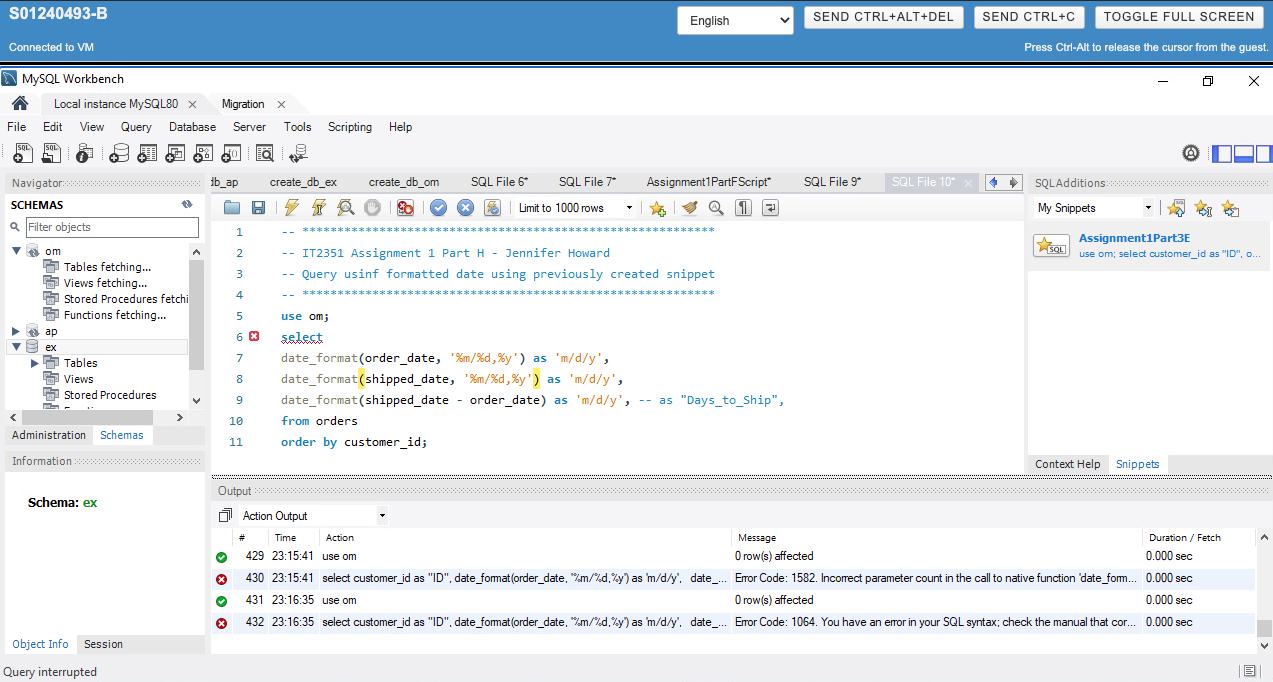 S01240493-B
English
SEND CTRL+ALT+DEL
SEND CTRL+C
TOGGLE FULL SCREEN
Connected to VM
Press Ctrl-Alt to release the cursor from the guest.
MySQL Workbench
Local instance MySQL80
Migration
File Edit View Query Database Server Tools Scripting Help
Navigator
db_ap create_db_ex create_db_om SQL File 6* SQL File 7* Assignment1PartFScript* SQL File 9* SQL File 10*
SQLAdditions
SCHEMAS
Limit to 1000 rows
My Snippets
Filter objects
om
Tables fetching...
Views fetching...
Stored Procedures fetchi
Functions fetching...
ap
ex
Tables
Views
Stored Procedures
Administration Schemas
Information
Schema: ex
Object Info Session
1 -- ********************************************************
2 -- IT2351 Assignment 1 Part H - Jennifer Howard
3 -- Query usinf formatted date using previously created snippet
4 -- ********************************************************
5 use om;
6 select
7 date_format(order_date, '%m/%d,%y') as 'm/d/y',
8 date_format(shipped_date, '%m/%d,%y') as 'm/d/y',
9 date_format(shipped_date - order_date) as 'm/d/y', -- as "Days_to_Ship",
10 from orders
11 order by customer_id;
Assignment1Part3E
use om; select customer_id as "ID", o...
Context Help Snippets
Output
Action Output
# Time Action Message Duration / Fetch
429 23:15:41 use om 0 row(s) affected 0.000 sec
430 23:15:41 select customer_id as "ID", date_format(order_date, '%m/%d,%y') as 'm/d/y', date_... Error Code: 1582. Incorrect parameter count in the call to native function 'date_form... 0.000 sec
431 23:16:35 use om 0 row(s) affected 0.000 sec
432 23:16:35 select customer_id as "ID", date_format(order_date, '%m/%d,%y') as 'm/d/y', date_... Error Code: 1064. You have an error in your SQL syntax; check the manual that cor... 0.000 sec
Query interrupted